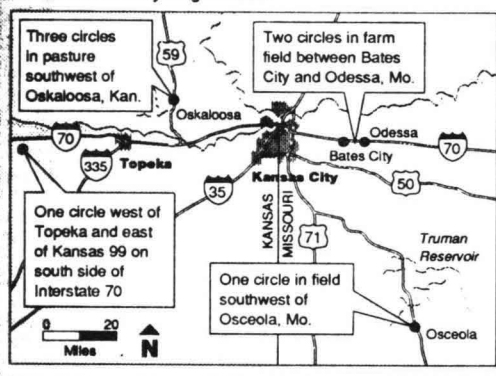 Three circles
in pasture
southwest of
Oskaloosa, Kan.
59
Two circles in farm
field between Bates
City and Odessa, Mo.
Oskaloosa
70
Topeka
335
Kansas City
Odessa
Bates City
70
35
50
One circle west of
Topeka and east
of Kansas 99 on
south side of
Interstate 70
KANSAS
MISSOURI
71
Truman
Reservoir
One circle in field
southwest of
Osceola, Mo.
Osceola
0 20
Miles
N